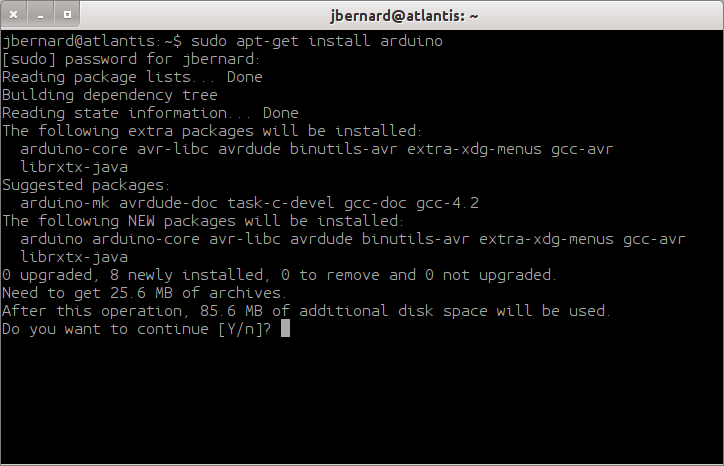 jbernard@atlantis: ~
jbernard@atlantis:~$ sudo apt-get install arduino
[sudo] password for jbernard:
Reading package lists... Done
Building dependency tree
Reading state information... Done
The following extra packages will be installed:
  arduino-core avr-libc avrdude binutils-avr extra-xdg-menus gcc-avr
  librxtx-java
Suggested packages:
  arduino-mk avrdude-doc task-c-devel gcc-doc gcc-4.2
The following NEW packages will be installed:
  arduino arduino-core avr-libc avrdude binutils-avr extra-xdg-menus gcc-avr
  librxtx-java
0 upgraded, 8 newly installed, 0 to remove and 0 not upgraded.
Need to get 25.6 MB of archives.
After this operation, 85.6 MB of additional disk space will be used.
Do you want to continue [Y/n]?